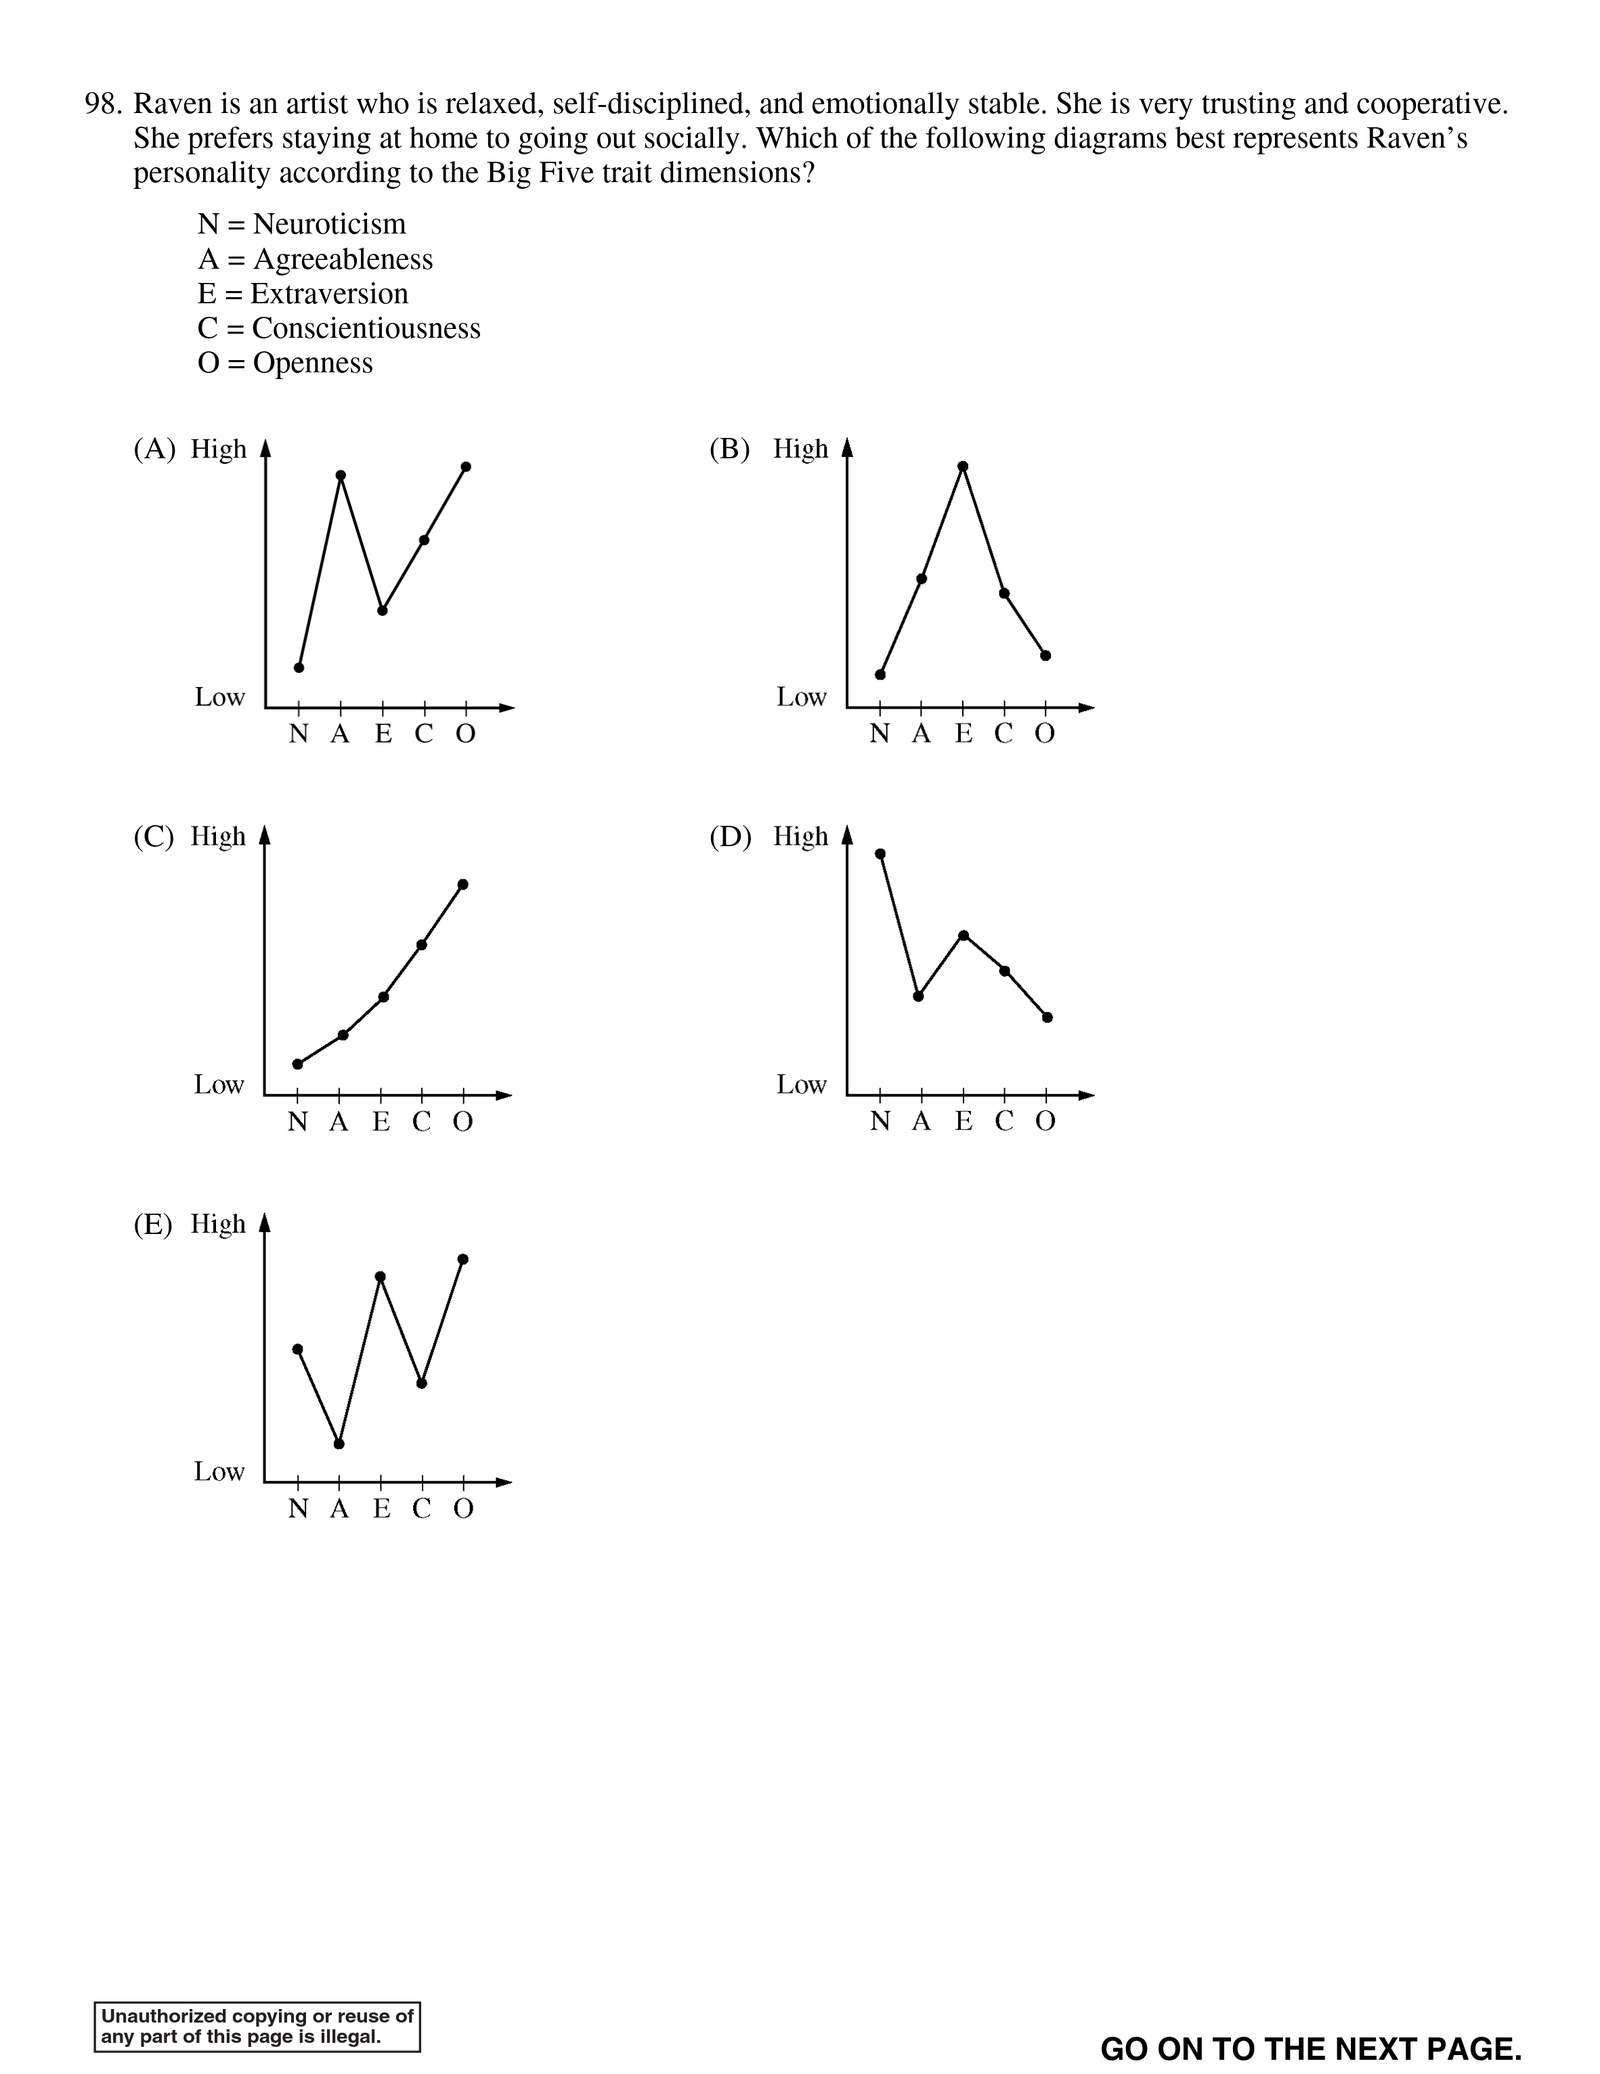 98. Raven is an artist who is relaxed, self-disciplined, and emotionally stable. She is very trusting and cooperative.
She prefers staying at home to going out socially. Which of the following diagrams best represents Raven’s
personality according to the Big Five trait dimensions?
N = Neuroticism
A = Agreeableness
E = Extraversion
C = Conscientiousness
O = Openness
(A) High
Low
N A E C O
(B) High
Low
N A E C O
(C) High
Low
N A E C O
(D) High
Low
N A E C O
(E) High
Low
N A E C O
Unauthorized copying or reuse of
any part of this page is illegal.
GO ON TO THE NEXT PAGE.